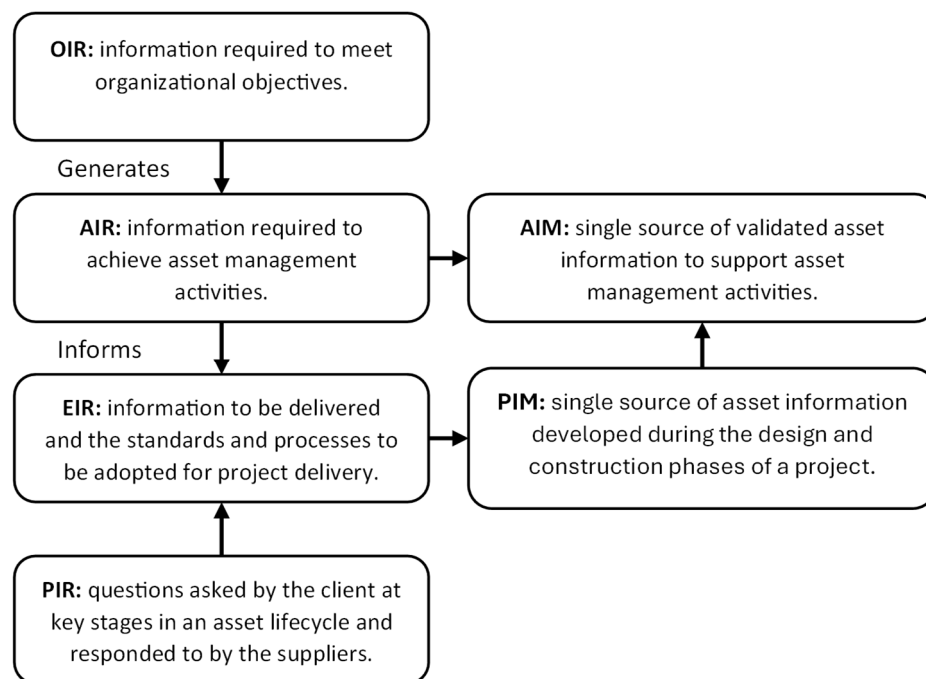 OIR: information required to meet
organizational objectives.
Generates
AIR: information required to
achieve asset management
activities.
AIM: single source of validated asset
information to support asset
management activities.
Informs
EIR: information to be delivered
and the standards and processes to
be adopted for project delivery.
PIM: single source of asset information
developed during the design and
construction phases of a project.
PIR: questions asked by the client at
key stages in an asset lifecycle and
responded to by the suppliers.